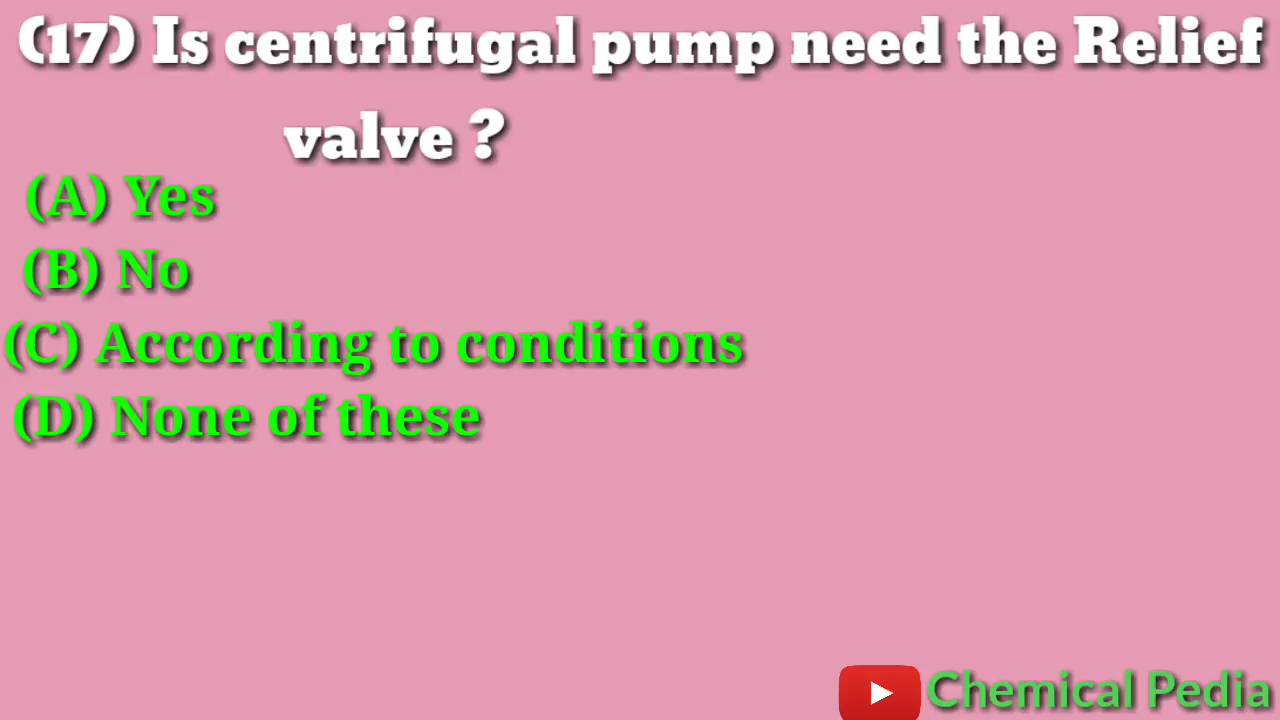 (17) Is centrifugal pump need the Relief
valve ?
(A) Yes
(B) No
(C) According to conditions
(D) None of these
Chemical Pedia